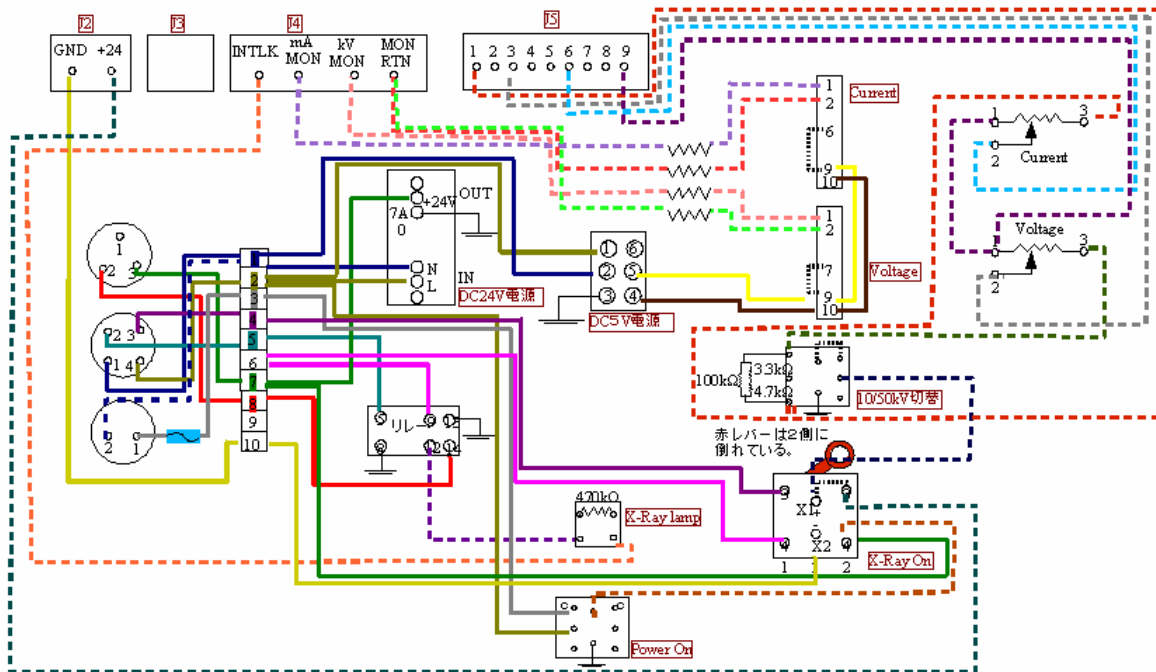 J2
J3
J4
J5
GND +24
INTLK
mA
MON
kV
MON
MON
RTN
1 2 3 4 5 6 7 8 9
1
2
6
9
10
Current
1
2
7
9
10
Voltage
1
3
2
Current
1
Voltage
3
2
OUT
+24V
7A
0
N
L
IN
DC24V電源
1 6
2 5
3 4
DC5V電源
1
2 3
2 3
1 4
2 1
2
3
4
5
6
7
8
9
10
リレー
100kΩ
3.3kΩ
4.7kΩ
10/50kV切替
赤レバーは2側に
倒れている。
470kΩ
X-Ray lamp
X1
+
-
X2
4
4
1
2
X-Ray On
Power On